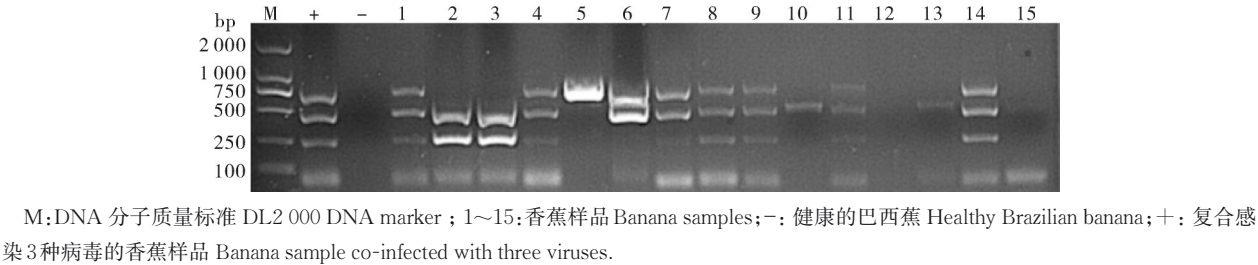 M + - 1 2 3 4 5 6 7 8 9 10 11 12 13 14 15
bp
2 000
1 000
750
500
250
100
M:DNA 分子质量标准 DL2 000 DNA marker ; 1～15:香蕉样品 Banana samples;-: 健康的巴西蕉 Healthy Brazilian banana;+: 复合感
染3种病毒的香蕉样品 Banana sample co-infected with three viruses.